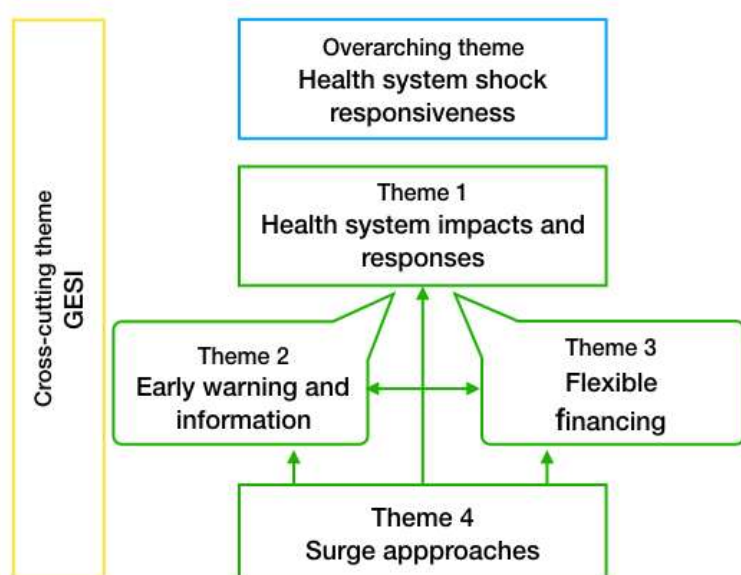 Cross-cutting theme
GESI
Overarching theme
Health system shock
responsiveness
Theme 1
Health system impacts and
responses
Theme 2
Early warning and
information
Theme 3
Flexible
financing
Theme 4
Surge appproaches